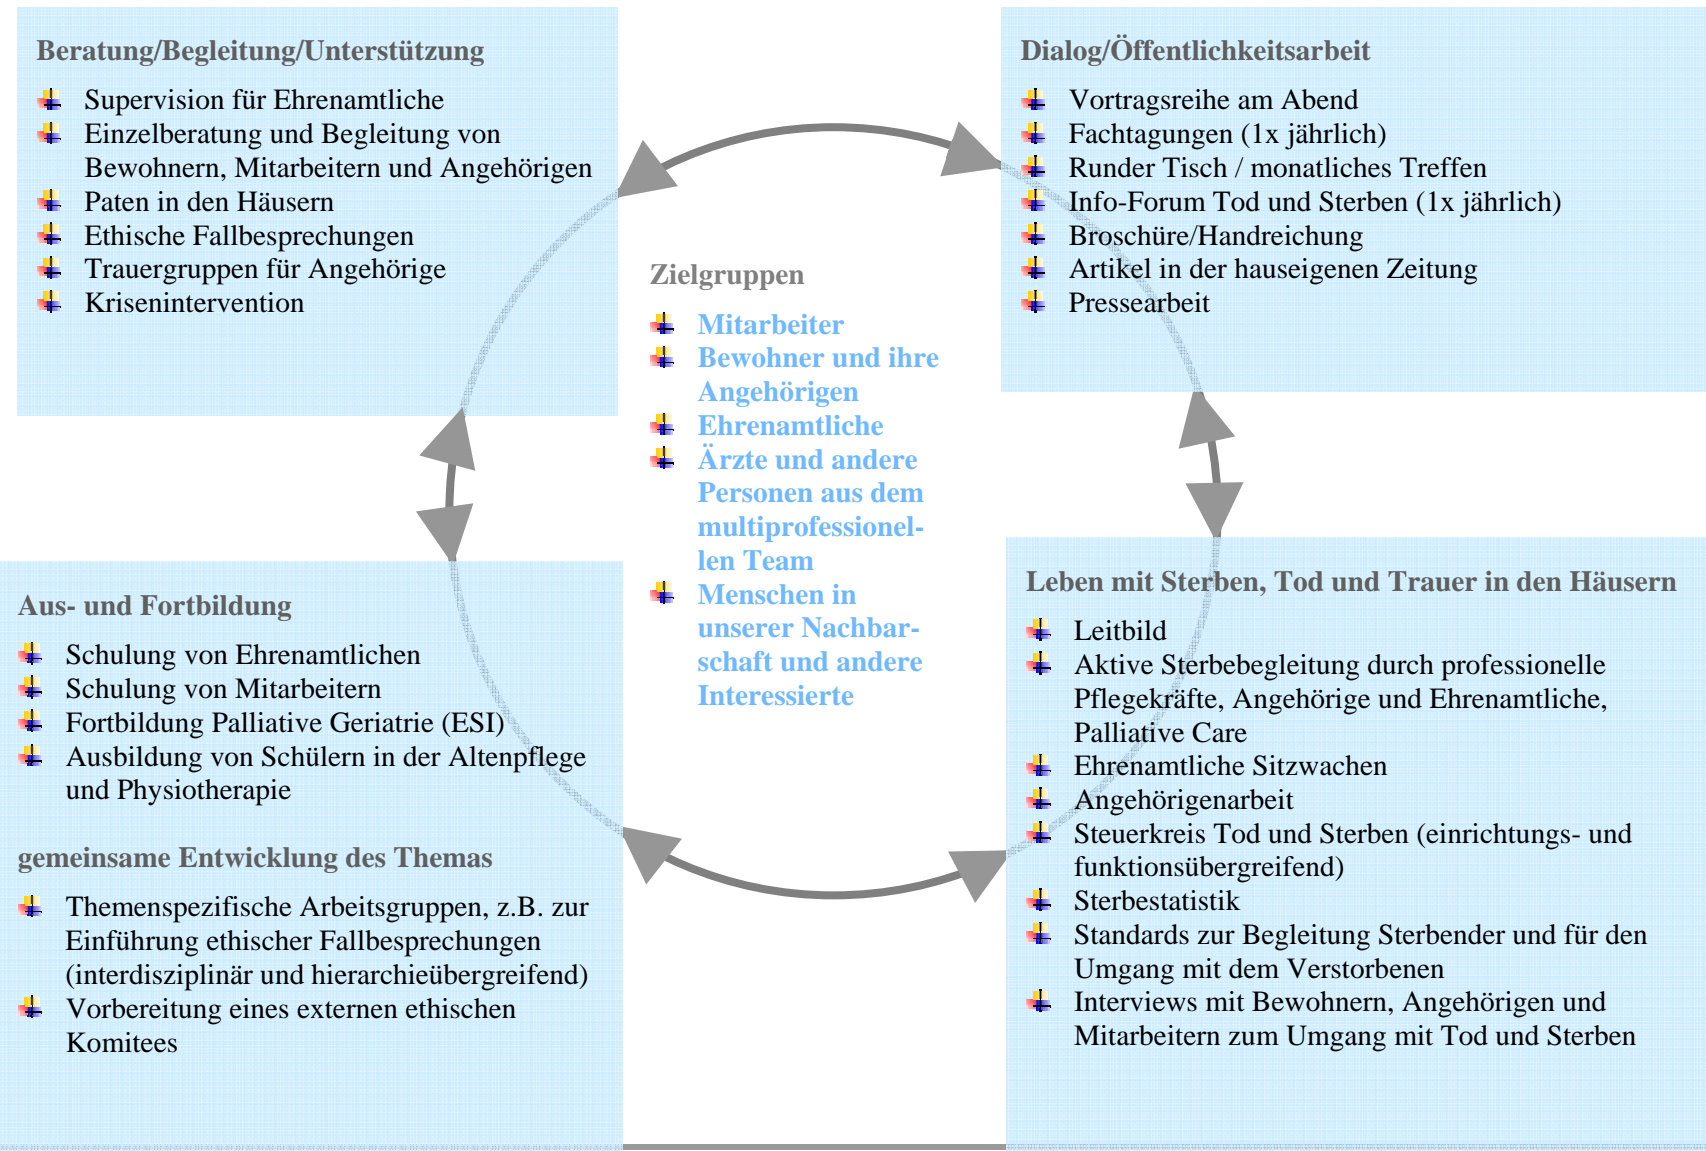 Beratung/Begleitung/Unterstützung
Supervision für Ehrenamtliche
Einzelberatung und Begleitung von
Bewohnern, Mitarbeitern und Angehörigen
Paten in den Häusern
Ethische Fallbesprechungen
Trauergruppen für Angehörige
Krisenintervention
Dialog/Öffentlichkeitsarbeit
Vortragsreihe am Abend
Fachtagungen (1x jährlich)
Runder Tisch / monatliches Treffen
Info-Forum Tod und Sterben (1x jährlich)
Broschüre/Handreichung
Artikel in der hauseigenen Zeitung
Pressearbeit
Zielgruppen
Mitarbeiter
Bewohner und ihre
Angehörigen
Ehrenamtliche
Ärzte und andere
Personen aus dem
multiprofessionel-
len Team
Menschen in
unserer Nachbar-
schaft und andere
Interessierte
Aus- und Fortbildung
Schulung von Ehrenamtlichen
Schulung von Mitarbeitern
Fortbildung Palliative Geriatrie (ESI)
Ausbildung von Schülern in der Altenpflege
und Physiotherapie
gemeinsame Entwicklung des Themas
Themenspezifische Arbeitsgruppen, z.B. zur
Einführung ethischer Fallbesprechungen
(interdisziplinär und hierarchieübergreifend)
Vorbereitung eines externen ethischen
Komitees
Leben mit Sterben, Tod und Trauer in den Häusern
Leitbild
Aktive Sterbebegleitung durch professionelle
Pflegekräfte, Angehörige und Ehrenamtliche,
Palliative Care
Ehrenamtliche Sitzwachen
Angehörigenarbeit
Steuerkreis Tod und Sterben (einrichtungs- und
funktionsübergreifend)
Sterbestatistik
Standards zur Begleitung Sterbender und für den
Umgang mit dem Verstorbenen
Interviews mit Bewohnern, Angehörigen und
Mitarbeitern zum Umgang mit Tod und Sterben